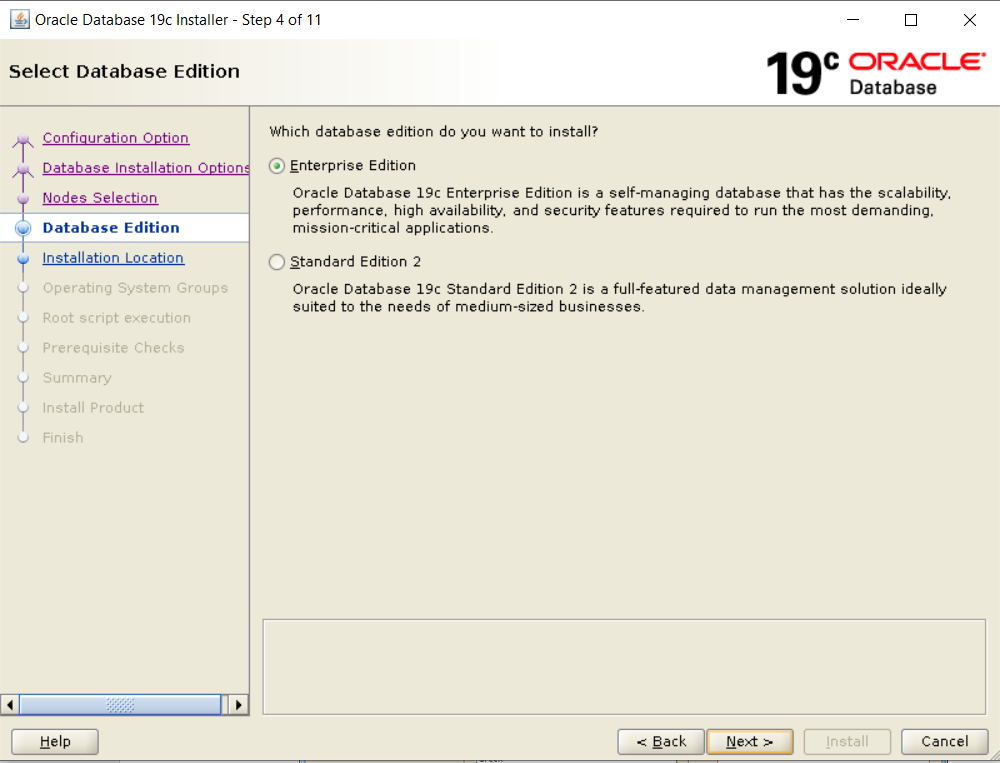 Oracle Database 19c Installer - Step 4 of 11
Select Database Edition
19c ORACLE
Database
Configuration Option
Database Installation Options
Nodes Selection
Database Edition
Installation Location
Operating System Groups
Root script execution
Prerequisite Checks
Summary
Install Product
Finish
Which database edition do you want to install?
Enterprise Edition
Oracle Database 19c Enterprise Edition is a self-managing database that has the scalability,
performance, high availability, and security features required to run the most demanding,
mission-critical applications.
Standard Edition 2
Oracle Database 19c Standard Edition 2 is a full-featured data management solution ideally
suited to the needs of medium-sized businesses.
Help
< Back
Next >
Install
Cancel